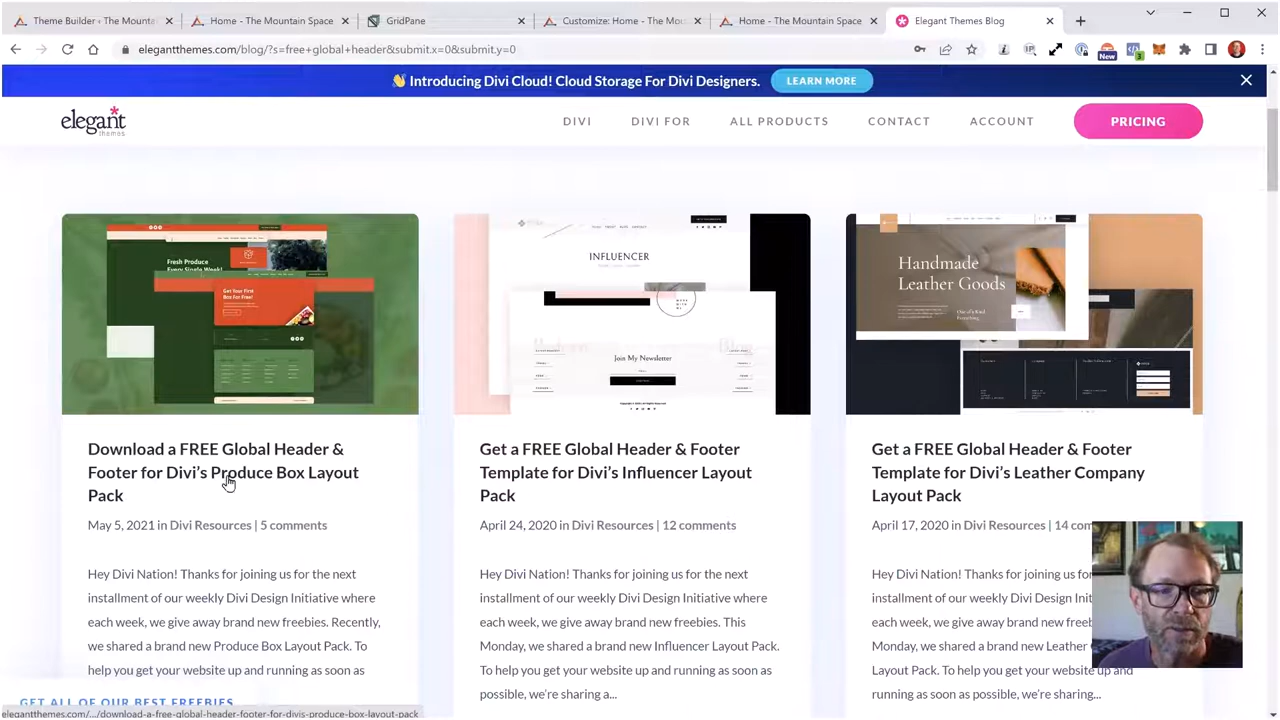 Theme Builder + The Mounta
Home - The Mountain Space
GridPane
Customize: Home - The Mou
Home - The Mountain Space
Elegant Themes Blog
elegantthemes.com/blog/?s=free+global+header&submit.x=0&submit.y=0
New
3
👋 Introducing Divi Cloud! Cloud Storage For Divi Designers.
LEARN MORE
elegant
themes
DIVI
DIVI FOR
ALL PRODUCTS
CONTACT
ACCOUNT
PRICING
Fresh Produce
Every Single Week!
Get Your First
Box For Free!
INFLUENCER
Join My Newsletter
Handmade
Leather Goods
Download a FREE Global Header &
Footer for Divi's Produce Box Layout
Pack
May 5, 2021 in Divi Resources | 5 comments
Hey Divi Nation! Thanks for joining us for the next
installment of our weekly Divi Design Initiative where
each week, we give away brand new freebies. Recently,
we shared a brand new Produce Box Layout Pack. To
help you get your website up and running as soon as
Get a FREE Global Header & Footer
Template for Divi's Influencer Layout
Pack
April 24, 2020 in Divi Resources | 12 comments
Hey Divi Nation! Thanks for joining us for the next
installment of our weekly Divi Design Initiative where
each week, we give away brand new freebies. This
Monday, we shared a brand new Influencer Layout Pack.
To help you get your website up and running as soon as
possible, we're sharing a...
Get a FREE Global Header & Footer
Template for Divi's Leather Company
Layout Pack
April 17, 2020 in Divi Resources | 14 com
Hey Divi Nation! Thanks for joining us fo
installment of our weekly Divi Design Init
each week, we give away brand new freeb
Monday, we shared a brand new Leather
Layout Pack. To help you get your website up and
running as soon as possible, we're sharing...
GET ALL OF OUR BEST FREEBIES
elegantthemes.com/.../download-a-free-global-header-footer-for-divis-produce-box-layout-pack